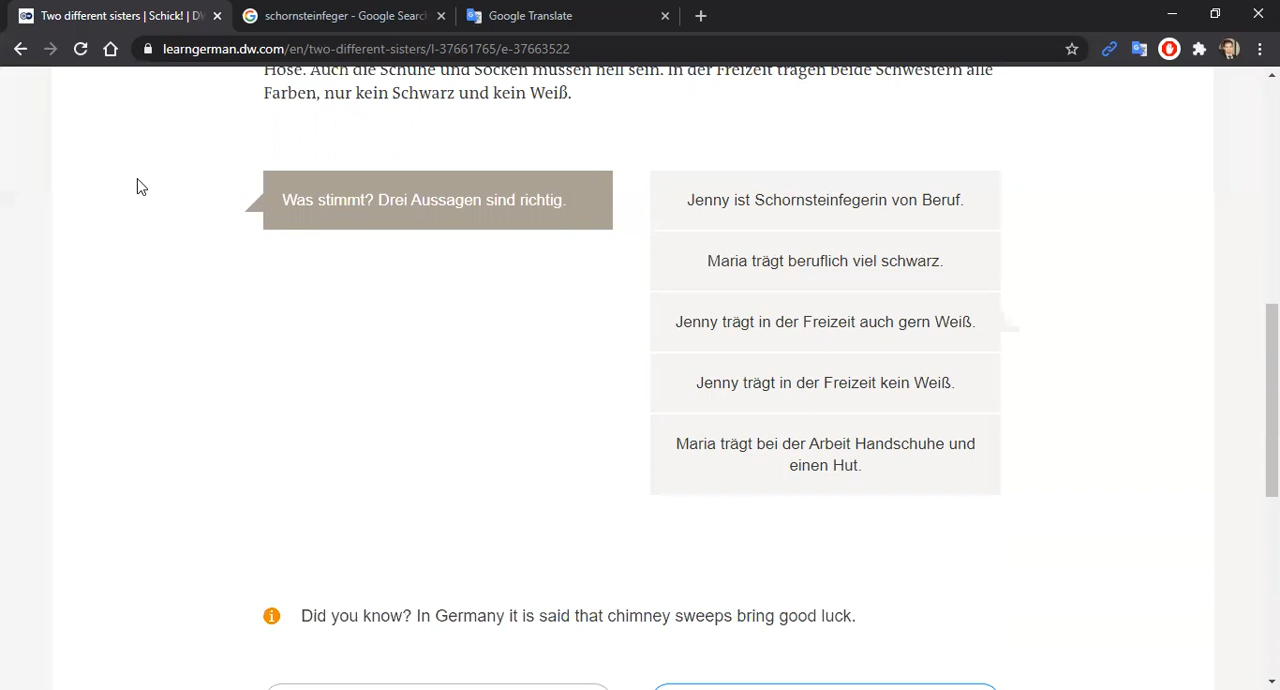 Two different sisters | Schick! | DW
schornsteinfeger - Google Search
Google Translate
learngerman.dw.com/en/two-different-sisters/l-37661765/e-37663522
Hose. Auch die Schuhe und Socken müssen hell sein. In der Freizeit tragen beide Schwestern alle
Farben, nur kein Schwarz und kein Weiß.
Was stimmt? Drei Aussagen sind richtig.
Jenny ist Schornsteinfegerin von Beruf.
Maria trägt beruflich viel schwarz.
Jenny trägt in der Freizeit auch gern Weiß.
Jenny trägt in der Freizeit kein Weiß.
Maria trägt bei der Arbeit Handschuhe und
einen Hut.
Did you know? In Germany it is said that chimney sweeps bring good luck.